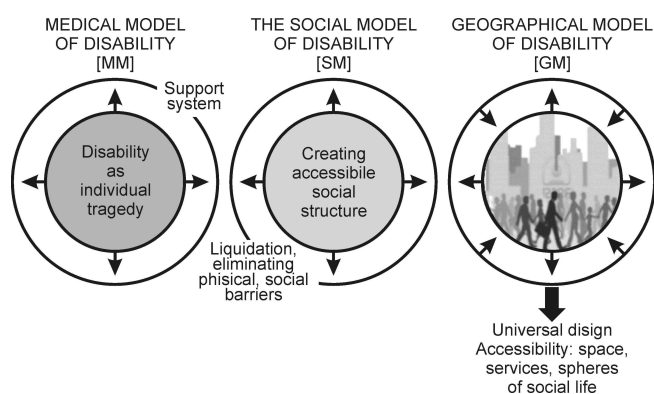 MEDICAL MODEL
OF DISABILITY
[MM]
Support
system
Disability
as
individual
tragedy
THE SOCIAL MODEL
OF DISABILITY
[SM]
Creating
accessibile
social
structure
Liquidation,
eliminating
phisical, social
barriers
GEOGRAPHICAL MODEL
OF DISABILITY
[GM]
Universal disign
Accessibility: space,
services, spheres
of social life